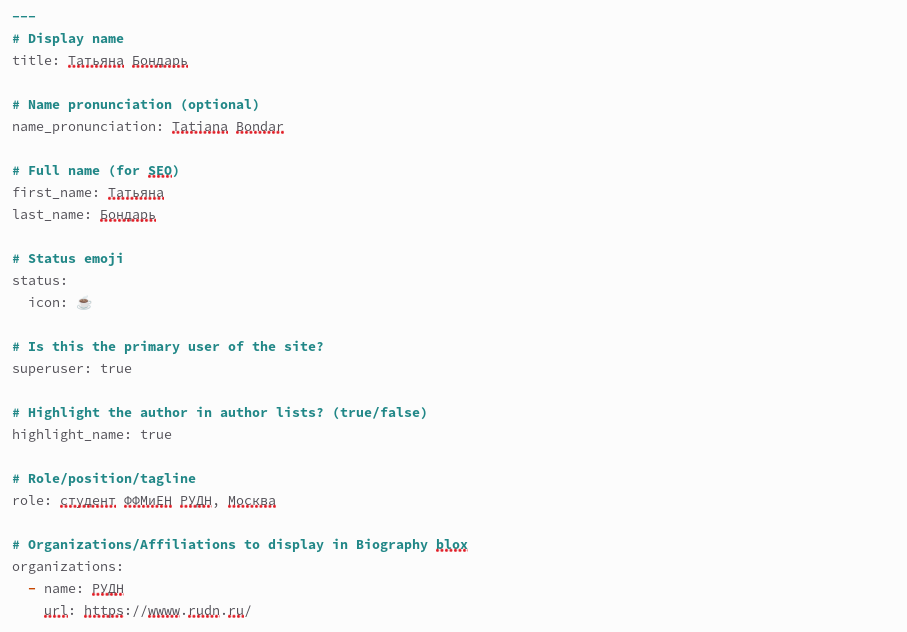 ---
# Display name
title: Татьяна Бондарь
# Name pronunciation (optional)
name_pronunciation: Tatiana Bondar
# Full name (for SEO)
first_name: Татьяна
last_name: Бондарь
# Status emoji
status:
icon: ☕
# Is this the primary user of the site?
superuser: true
# Highlight the author in author lists? (true/false)
highlight_name: true
# Role/position/tagline
role: студент ФФМиЕН РУДН, Москва
# Organizations/Affiliations to display in Biography blox
organizations:
- name: РУДН
url: https://wwww.rudn.ru/